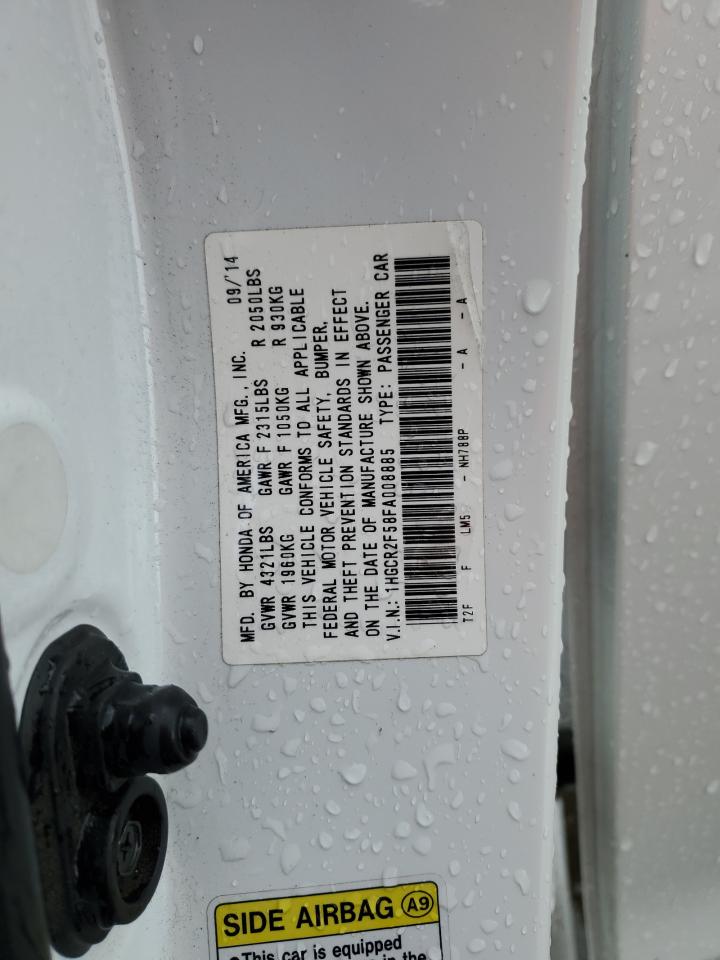 MFD. BY HONDA OF AMERICA MFG., INC. 09/'14
GVWR 4321LBS GAWR F 2315LBS R 2050LBS
GVWR 1960KG GAWR F 1050KG R 930KG
THIS VEHICLE CONFORMS TO ALL APPLICABLE
FEDERAL MOTOR VEHICLE SAFETY, BUMPER,
AND THEFT PREVENTION STANDARDS IN EFFECT
ON THE DATE OF MANUFACTURE SHOWN ABOVE.
V.I.N.: 1HGCR2F58FA008885 TYPE: PASSENGER CAR
T2F F LM5 - NH788P - A - A
SIDE AIRBAG A9
•This car is equipped
in the